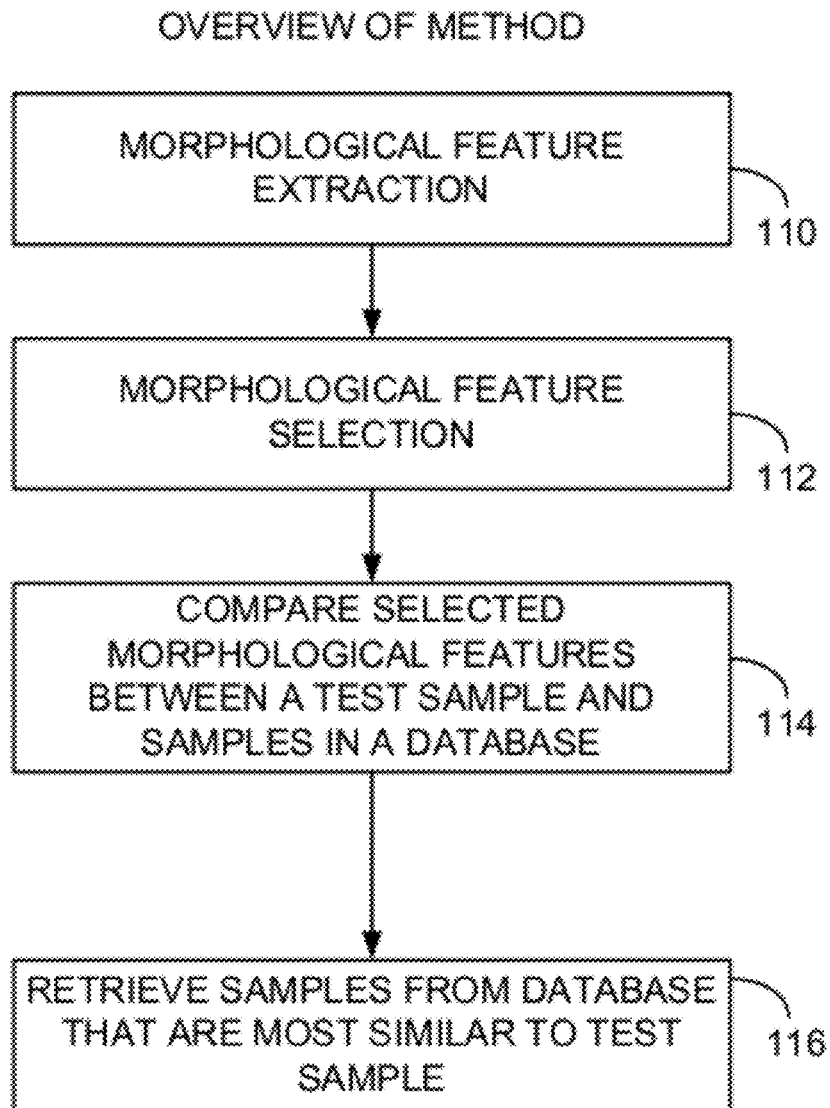 OVERVIEW OF METHOD
MORPHOLOGICAL FEATURE
EXTRACTION
110
MORPHOLOGICAL FEATURE
SELECTION
112
COMPARE SELECTED
MORPHOLOGICAL FEATURES
BETWEEN A TEST SAMPLE AND
SAMPLES IN A DATABASE
114
RETRIEVE SAMPLES FROM DATABASE
THAT ARE MOST SIMILAR TO TEST
SAMPLE
116